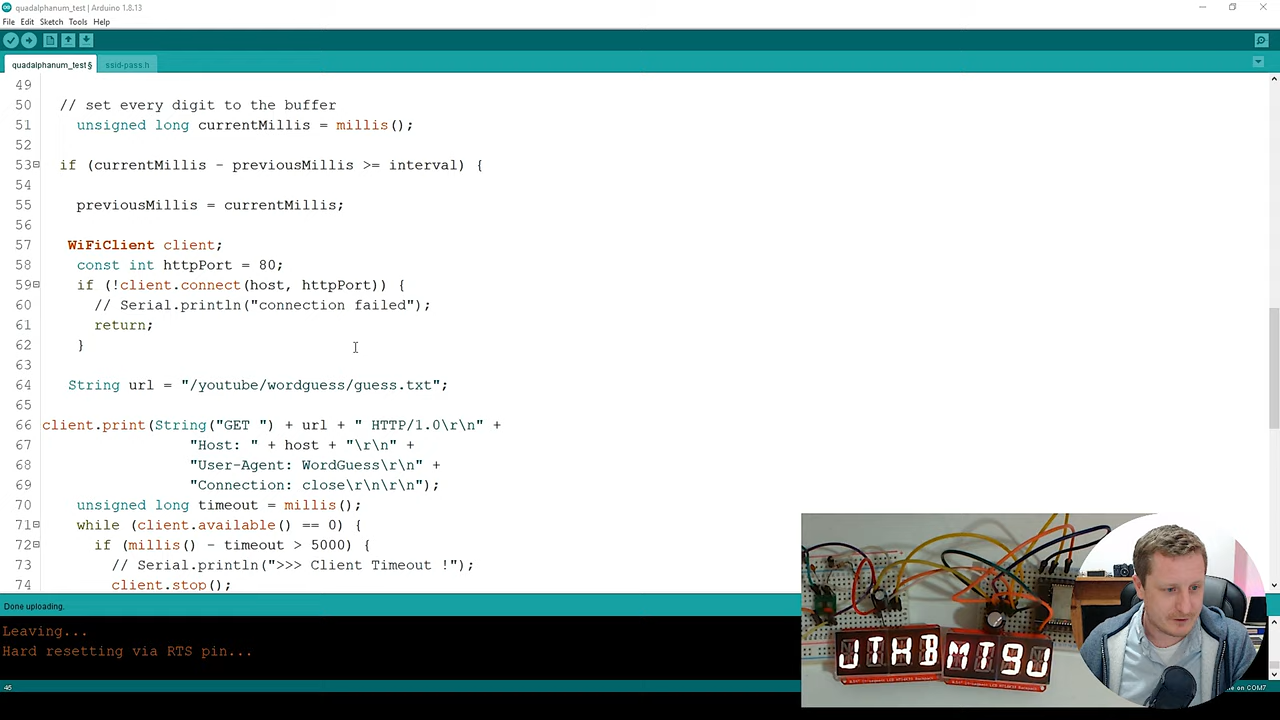 quadalphanum_test | Arduino 1.8.13
File Edit Sketch Tools Help
quadalphanum_test§ ssid-pass.h
49
50 // set every digit to the buffer
51 unsigned long currentMillis = millis();
52
53 if (currentMillis - previousMillis >= interval) {
54
55 previousMillis = currentMillis;
56
57 WiFiClient client;
58 const int httpPort = 80;
59 if (!client.connect(host, httpPort)) {
60 // Serial.println("connection failed");
61 return;
62 }
63
64 String url = "/youtube/wordguess/guess.txt";
65
66 client.print(String("GET ") + url + " HTTP/1.0\r\n" +
67 "Host: " + host + "\r\n" +
68 "User-Agent: WordGuess\r\n" +
69 "Connection: close\r\n\r\n");
70 unsigned long timeout = millis();
71 while (client.available() == 0) {
72 if (millis() - timeout > 5000) {
73 // Serial.println(">>> Client Timeout !");
74 client.stop();
Done uploading.
Leaving...
Hard resetting via RTS pin...
JTHBMT9J
45
on COM7